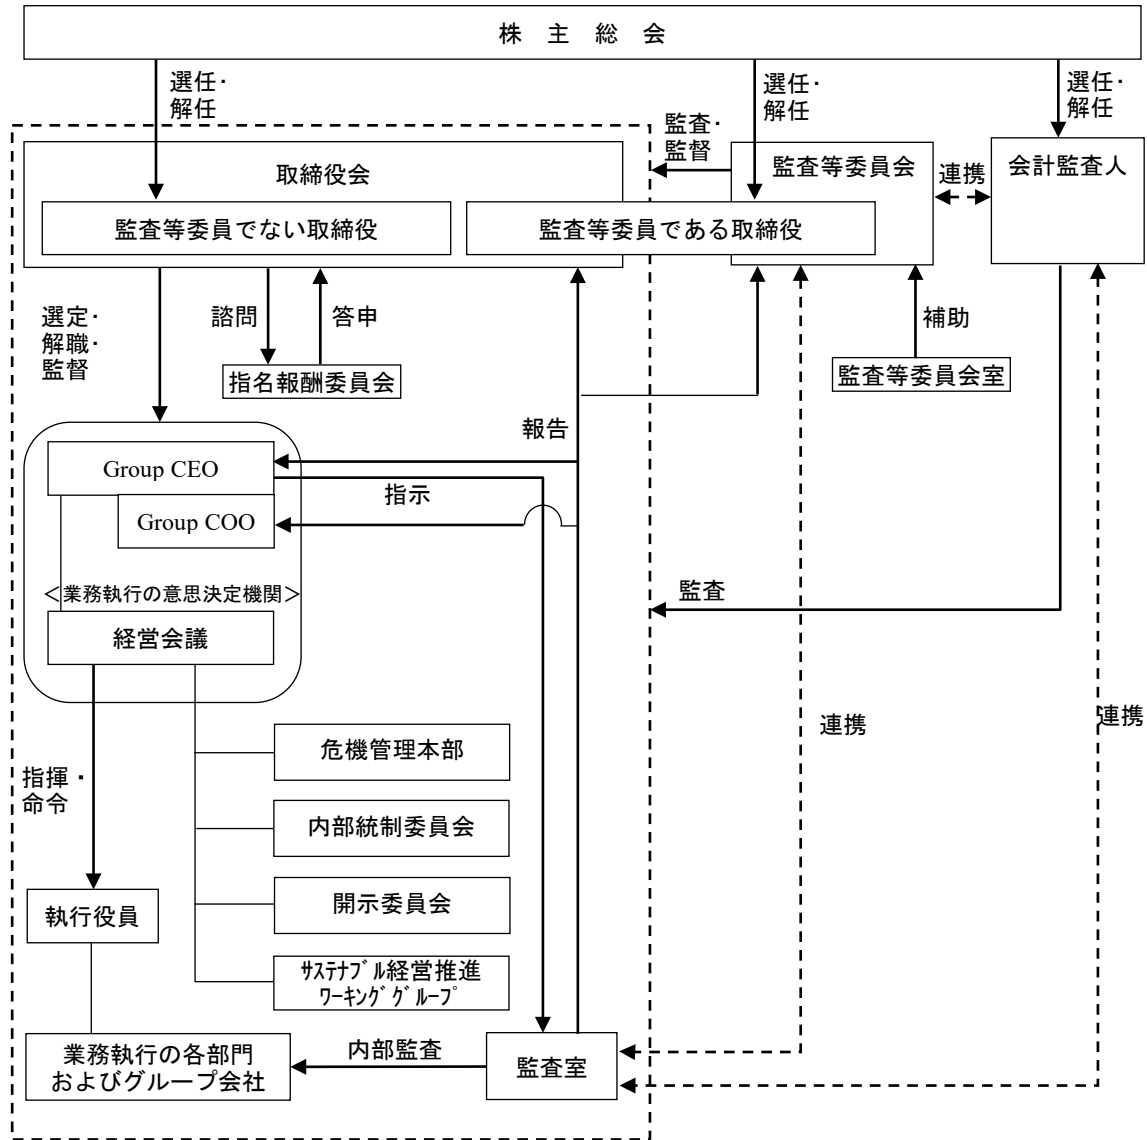 株 主 総 会
選任・
解任
選任・
解任
選任・
解任
監査・
監督
取締役会
監査等委員会
連携
会計監査人
監査等委員でない取締役
監査等委員である取締役
選定・
解職・
監督
諮問
答申
補助
指名報酬委員会
監査等委員会室
報告
Group CEO
指示
Group COO
＜業務執行の意思決定機関＞
監査
経営会議
連携
連携
危機管理本部
指揮・
命令
内部統制委員会
開示委員会
執行役員
ｻｽﾃﾅﾌﾞﾙ経営推進
ﾜｰｷﾝｸﾞｸﾞﾙｰﾌﾟ
内部監査
業務執行の各部門
およびグループ会社
監査室